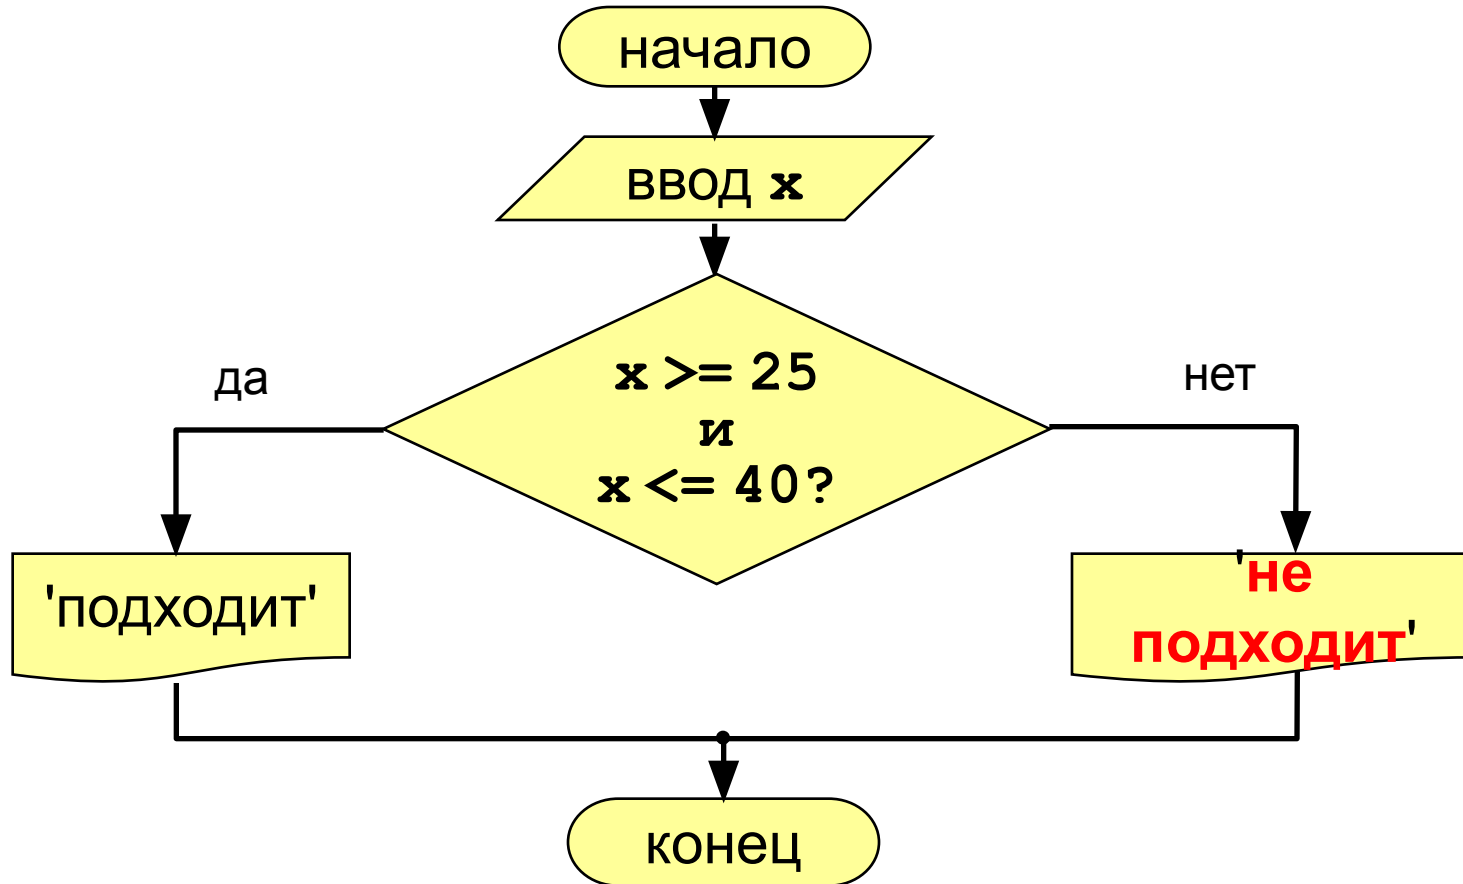 начало
ввод x
да
нет
x >= 25
и
x <= 40?
'подходит'
'не
подходит'
конец